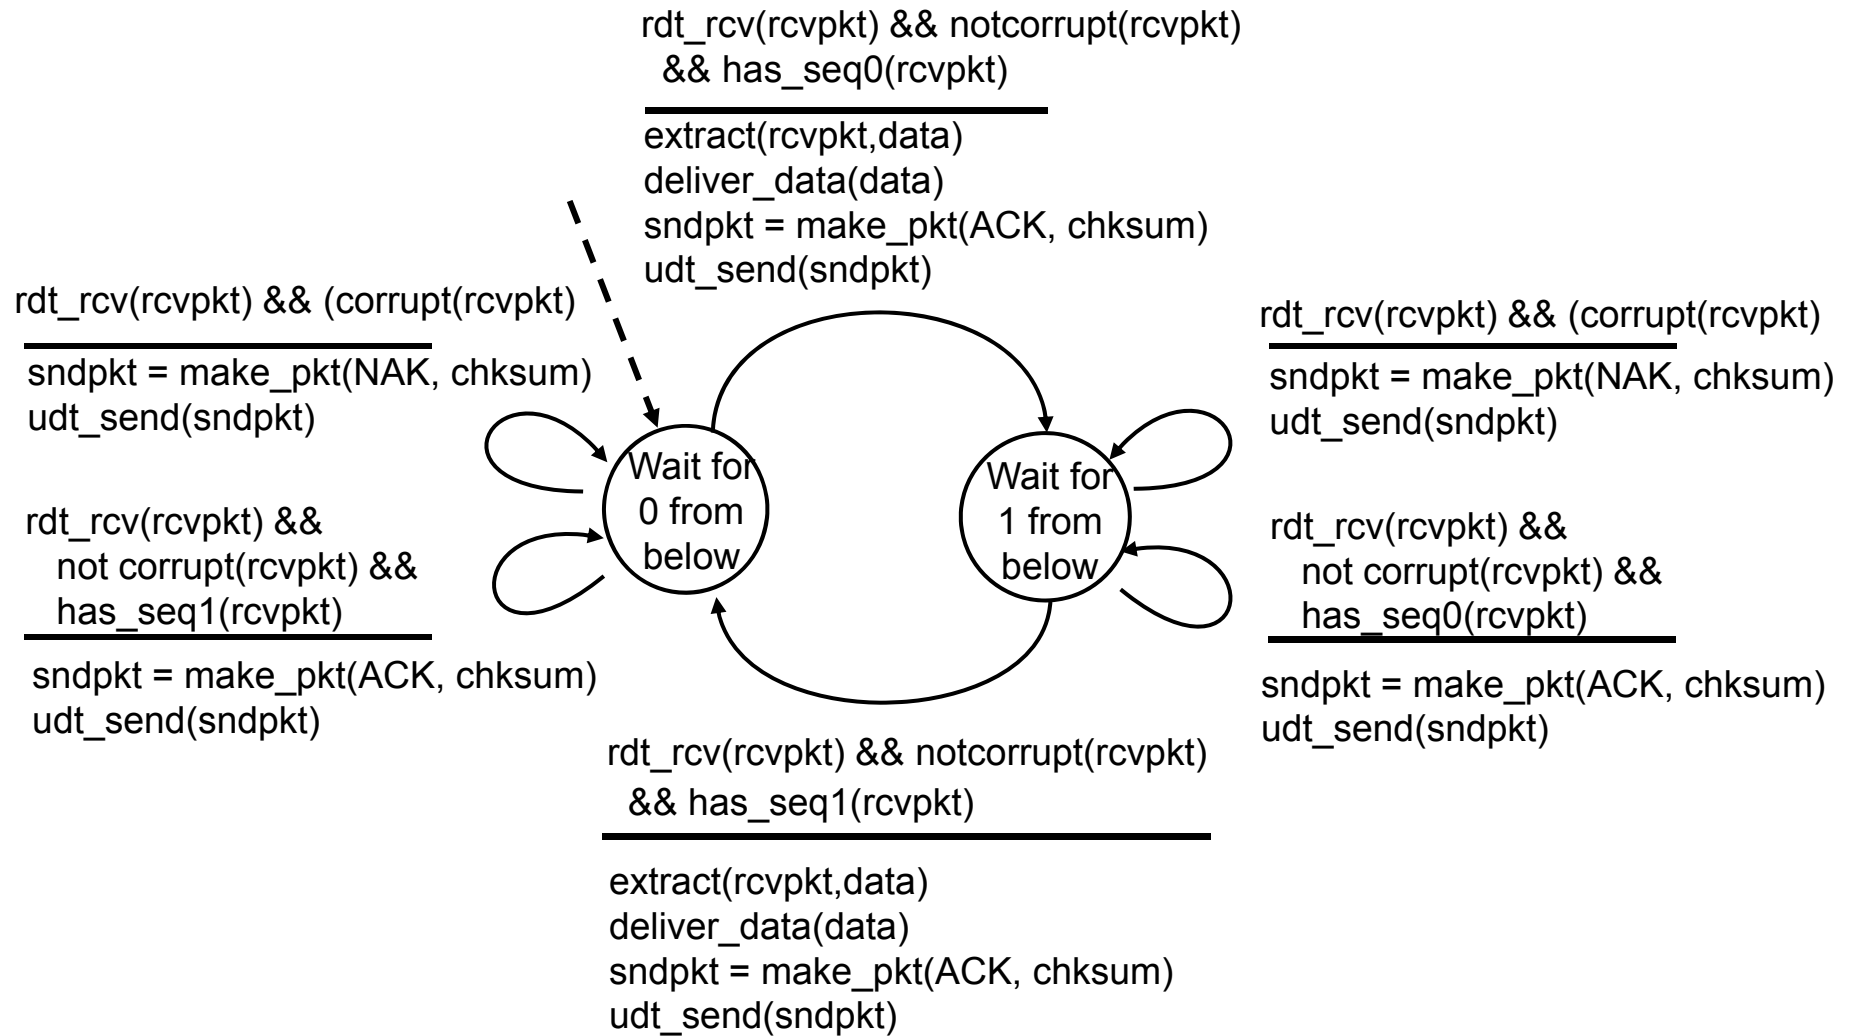 rdt_rcv(rcvpkt) && notcorrupt(rcvpkt)
&& has_seq0(rcvpkt)
extract(rcvpkt,data)
deliver_data(data)
sndpkt = make_pkt(ACK, chksum)
udt_send(sndpkt)
rdt_rcv(rcvpkt) && (corrupt(rcvpkt)
sndpkt = make_pkt(NAK, chksum)
udt_send(sndpkt)
rdt_rcv(rcvpkt) &&
not corrupt(rcvpkt) &&
has_seq1(rcvpkt)
sndpkt = make_pkt(ACK, chksum)
udt_send(sndpkt)
Wait for
0 from
below
Wait for
1 from
below
rdt_rcv(rcvpkt) && (corrupt(rcvpkt)
sndpkt = make_pkt(NAK, chksum)
udt_send(sndpkt)
rdt_rcv(rcvpkt) &&
not corrupt(rcvpkt) &&
has_seq0(rcvpkt)
sndpkt = make_pkt(ACK, chksum)
udt_send(sndpkt)
rdt_rcv(rcvpkt) && notcorrupt(rcvpkt)
&& has_seq1(rcvpkt)
extract(rcvpkt,data)
deliver_data(data)
sndpkt = make_pkt(ACK, chksum)
udt_send(sndpkt)